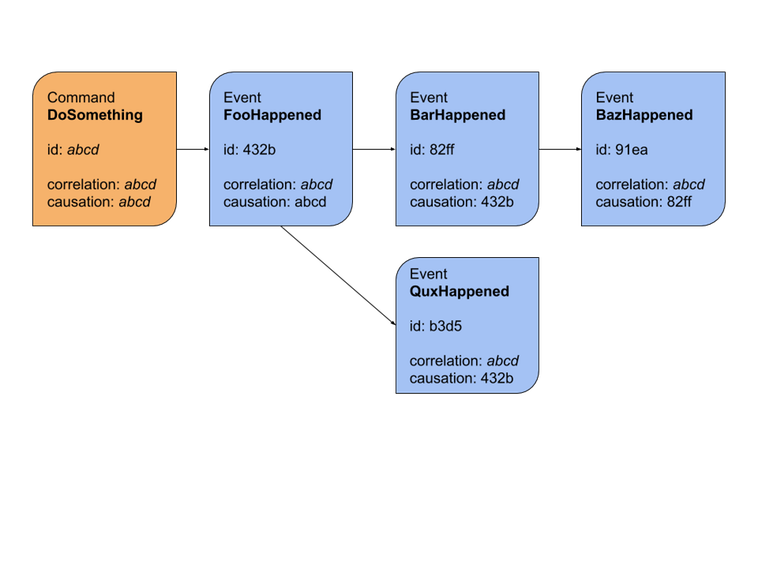 Command
DoSomething
id: abcd
correlation: abcd
causation: abcd
Event
FooHappened
id: 432b
correlation: abcd
causation: abcd
Event
BarHappened
id: 82ff
correlation: abcd
causation: 432b
Event
BazHappened
id: 91ea
correlation: abcd
causation: 82ff
Event
QuxHappened
id: b3d5
correlation: abcd
causation: 432b